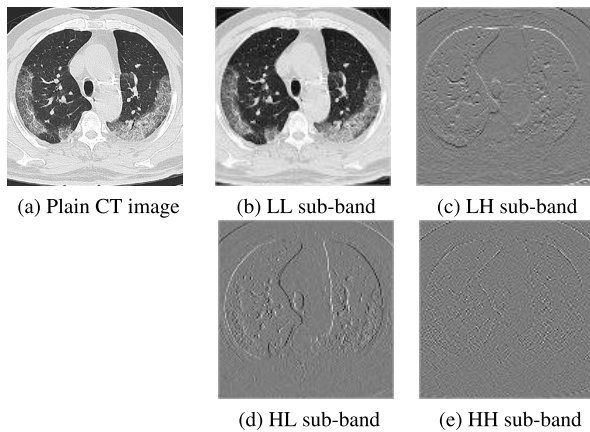 (a) Plain CT image
(b) LL sub-band
(c) LH sub-band
(d) HL sub-band
(e) HH sub-band